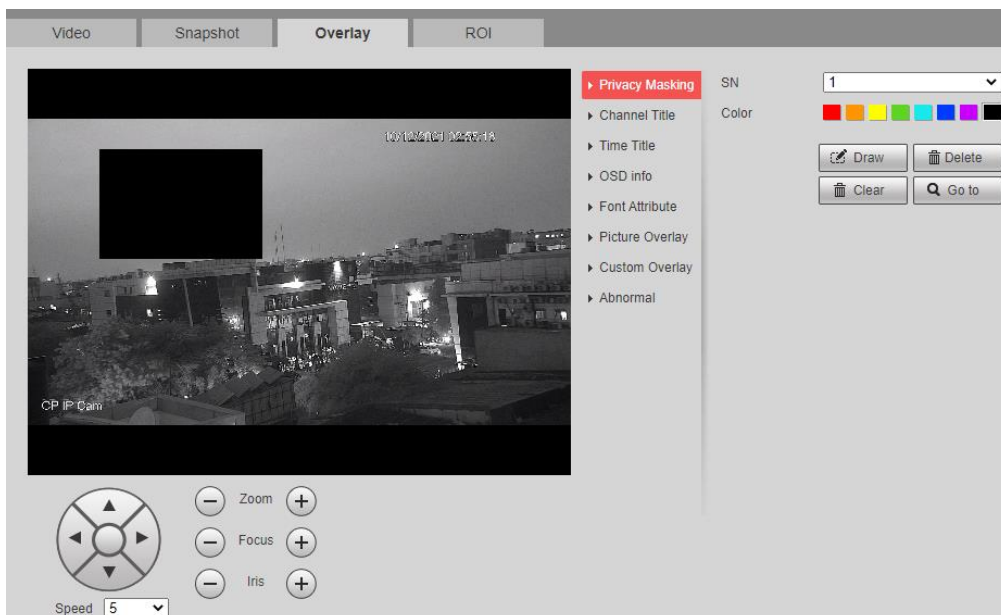 Video Snapshot Overlay ROI
Privacy Masking
Channel Title
Time Title
OSD info
Font Attribute
Picture Overlay
Custom Overlay
Abnormal
SN 1
Color
Draw Delete
Clear Go to
CP IP Cam
Zoom
Focus
Iris
Speed 5